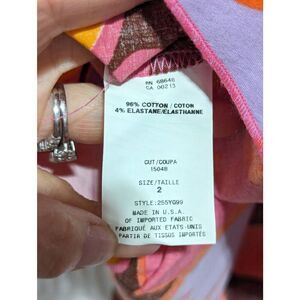 RN 68648
CA 00213
96% COTTON / COTON
4% ELASTANE/ELASTHANNE
CUT/COUPA
15048
SIZE/TAILLE
2
STYLE:255YQ99
MADE IN U.S.A.
OF IMPORTED FABRIC
FABRIQUÉ AUX ETATS-UNIS
PARTIR DE TISSUS IMPORTÉS